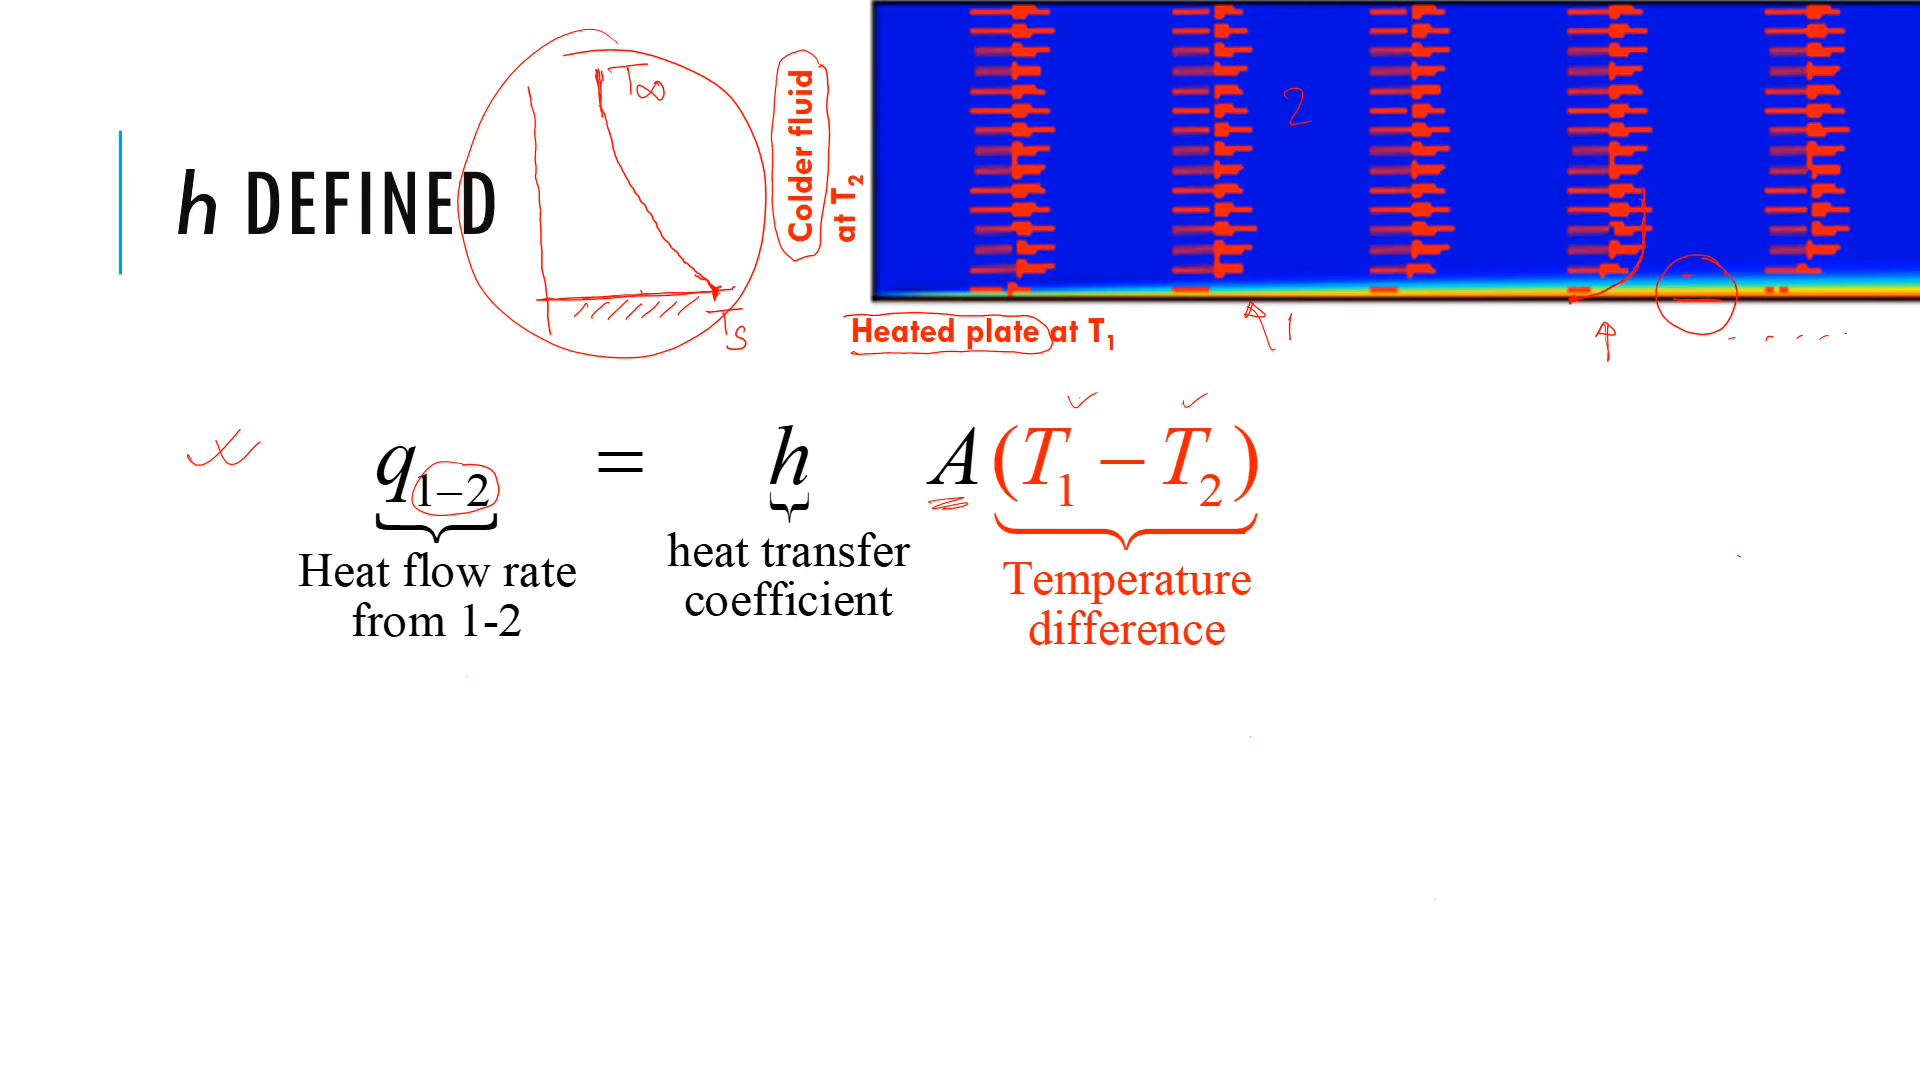 h DEFINED
T∞
Ts
Colder fluid
at T₂
2
Heated plate at T₁
1
q₁₋₂ = h A (T₁ − T₂)
Heat flow rate
from 1-2
heat transfer
coefficient
Temperature
difference